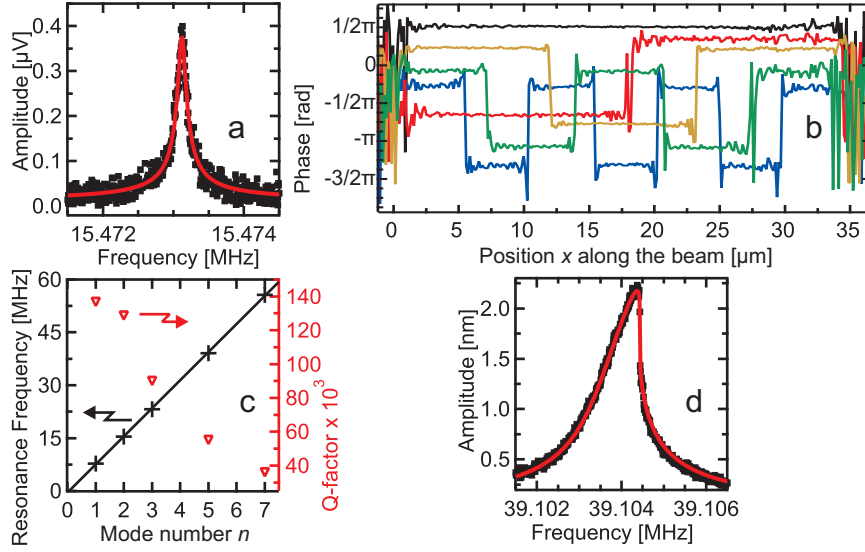 0.4
0.3
0.2
0.1
0.0
Amplitude [µV]
a
15.472
15.474
Frequency [MHz]
1/2π
0
-1/2π
-π
-3/2π
Phase [rad]
b
0
5
10
15
20
25
30
35
Position x along the beam [µm]
60
45
30
15
0
Resonance Frequency [MHz]
c
140
120
100
80
60
40
Q-factor x 10³
0 1 2 3 4 5 6 7
Mode number n
2.0
1.5
1.0
0.5
Amplitude [nm]
d
39.102
39.104
39.106
Frequency [MHz]